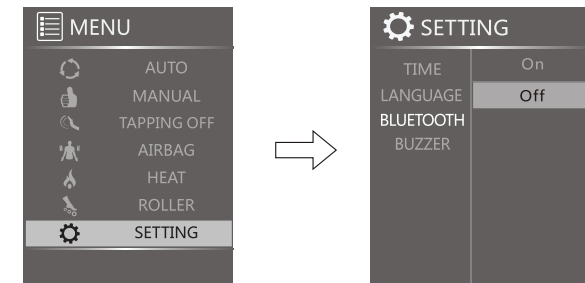 MENU
AUTO
MANUAL
TAPPING OFF
AIRBAG
HEAT
ROLLER
SETTING
SETTING
TIME
LANGUAGE
BLUETOOTH
BUZZER
On
Off